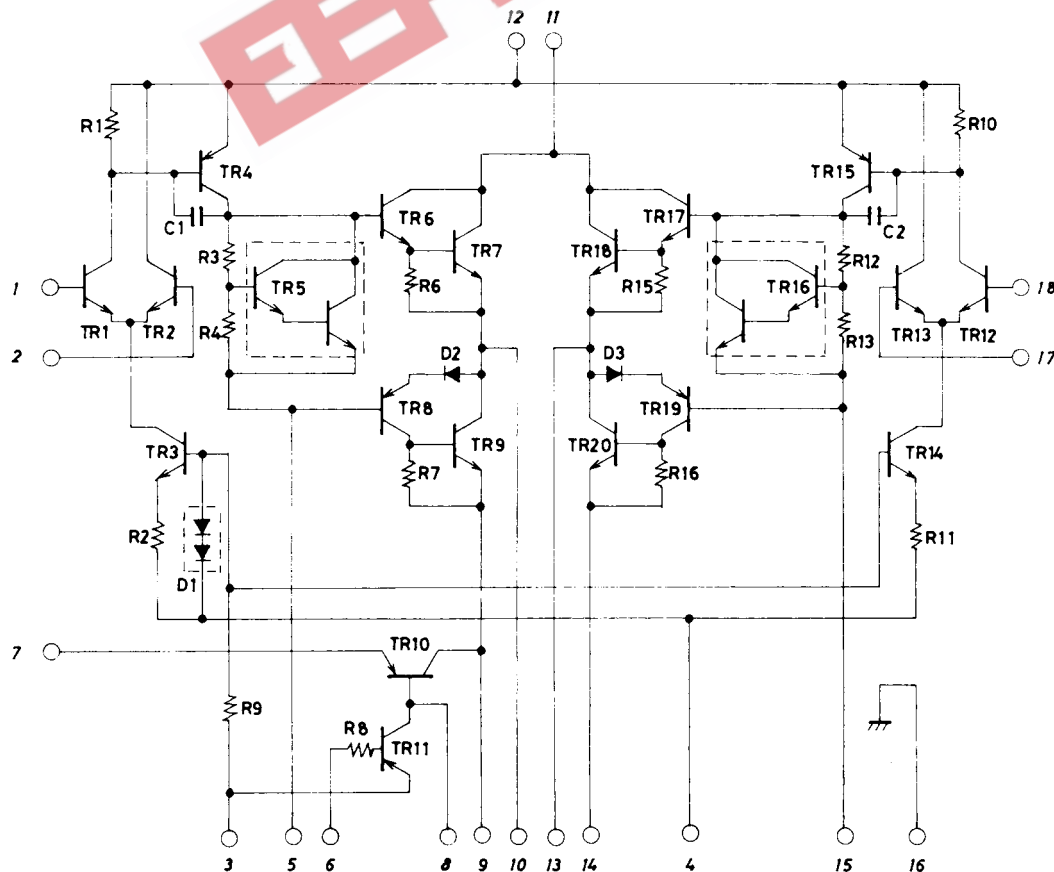 12 11
R1 R10
TR4 TR15
C1 TR6 TR17 C2
R3 TR7 TR18 R12
1 TR5 R6 R15 TR16 18
R4 R13
TR1 TR2 TR13 TR12
2 D2 D3 17
TR8 TR19
TR3 TR9 TR20 TR14
R7 R16
R2 R11
D1
7 TR10
R9 R8 TR11
3 5 6 8 9 10 13 14 4 15 16